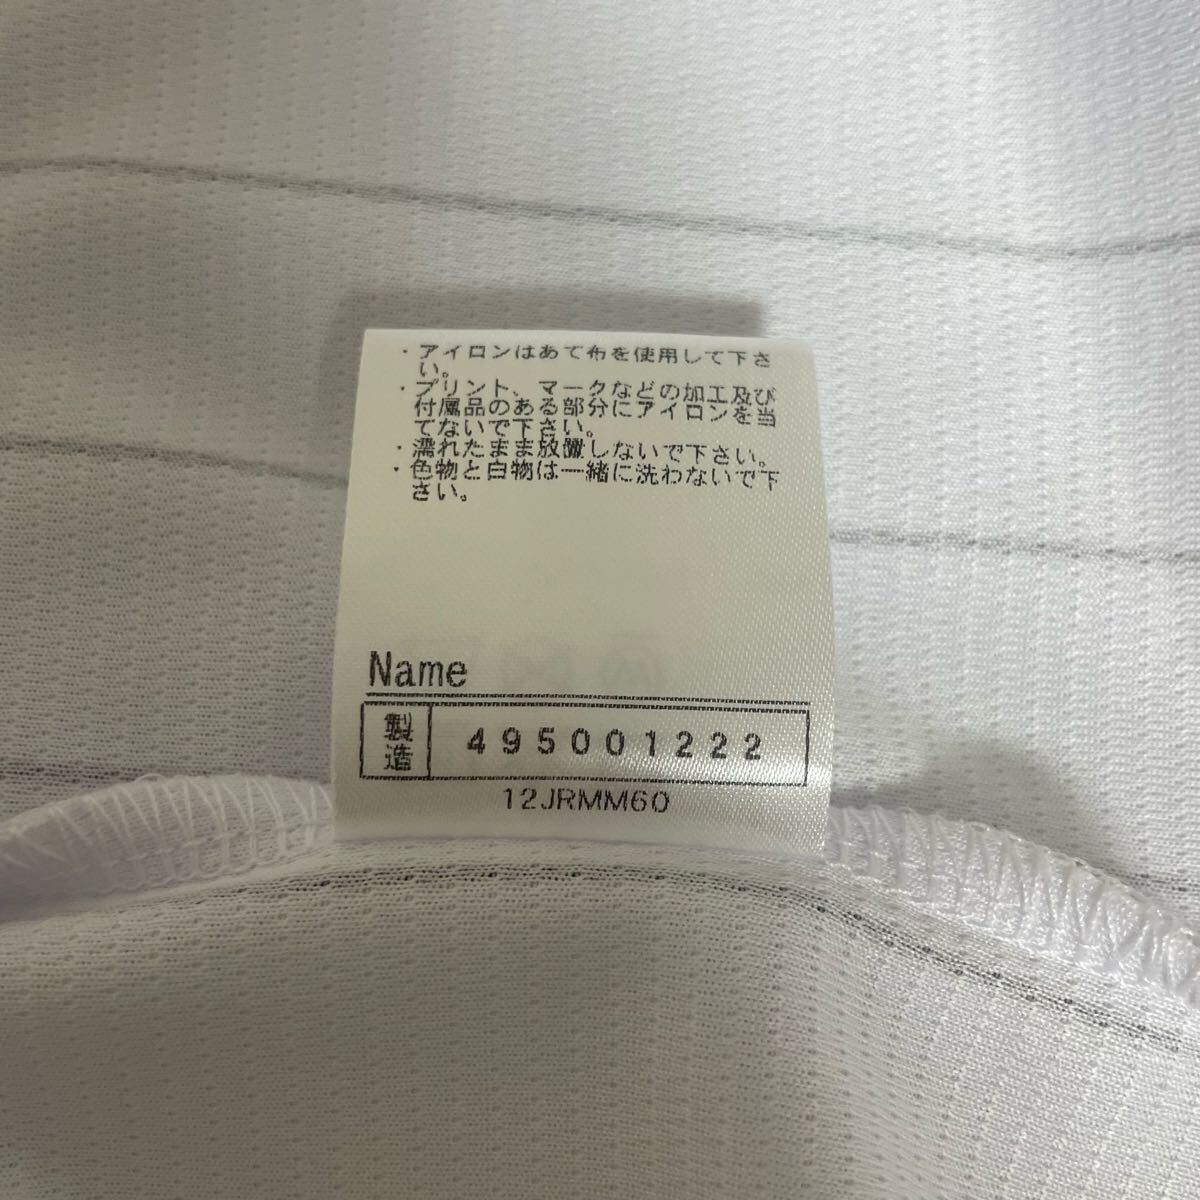 ・アイロンはあて布を使用して下さ
い。
・プリント、マークなどの加工及び
付属品のある部分にアイロンを当
てないで下さい。
・濡れたまま放置しないで下さい。
・色物と白物は一緒に洗わないで下
さい。
Name
製造 495001222
12JRMM60